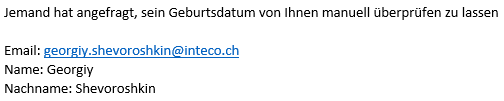 Jemand hat angefragt, sein Geburtsdatum von Ihnen manuell überprüfen zu lassen
Email: georgiy.shevoroshkin@inteco.ch
Name: Georgiy
Nachname: Shevoroshkin